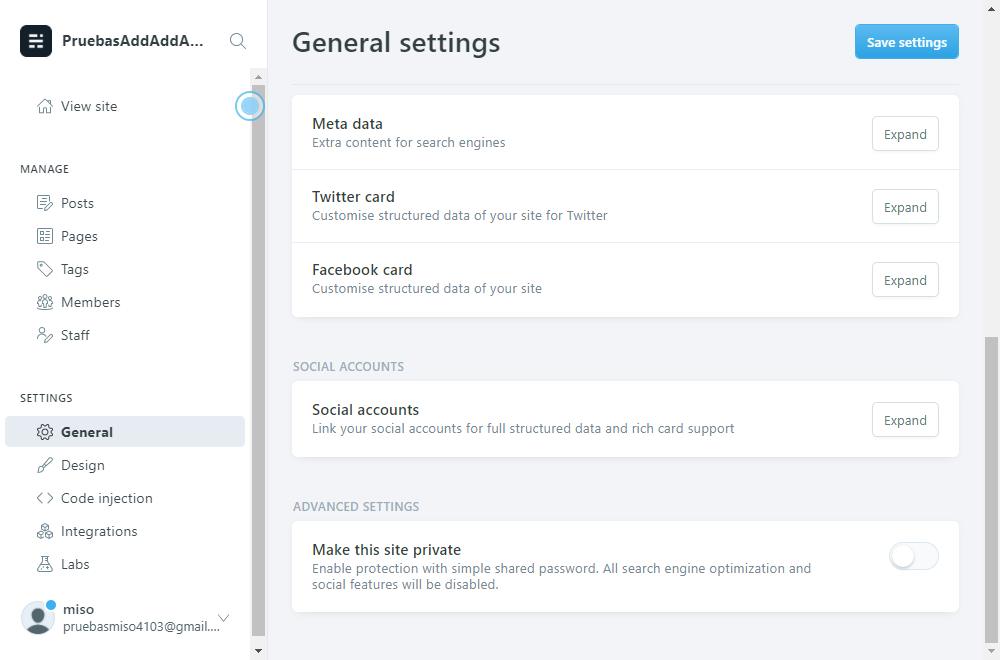 PruebasAddAddA...
View site
MANAGE
Posts
Pages
Tags
Members
Staff
SETTINGS
General
Design
Code injection
Integrations
Labs
miso
pruebasmiso4103@gmail....
General settings
Save settings
Meta data
Extra content for search engines
Expand
Twitter card
Customise structured data of your site for Twitter
Expand
Facebook card
Customise structured data of your site
Expand
SOCIAL ACCOUNTS
Social accounts
Link your social accounts for full structured data and rich card support
Expand
ADVANCED SETTINGS
Make this site private
Enable protection with simple shared password. All search engine optimization and
social features will be disabled.